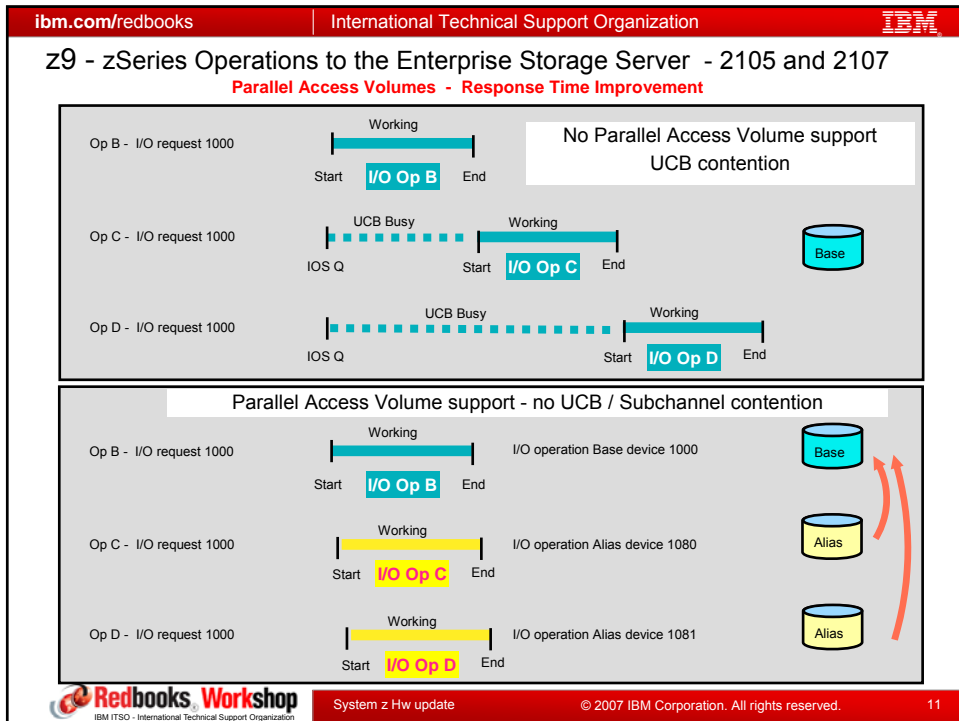 ibm.com/redbooks International Technical Support Organization IBM®
z9 - zSeries Operations to the Enterprise Storage Server - 2105 and 2107
Parallel Access Volumes - Response Time Improvement
No Parallel Access Volume support
UCB contention
Op B - I/O request 1000
Working
Start I/O Op B End
Op C - I/O request 1000
UCB Busy Working
IOS Q Start I/O Op C End
Base
Op D - I/O request 1000
UCB Busy Working
IOS Q Start I/O Op D End
Parallel Access Volume support - no UCB / Subchannel contention
Op B - I/O request 1000
Working
Start I/O Op B End
I/O operation Base device 1000
Base
Op C - I/O request 1000
Working
Start I/O Op C End
I/O operation Alias device 1080
Alias
Op D - I/O request 1000
Working
Start I/O Op D End
I/O operation Alias device 1081
Alias
Redbooks Workshop
IBM ITSO - International Technical Support Organization
System z Hw update © 2007 IBM Corporation. All rights reserved. 11